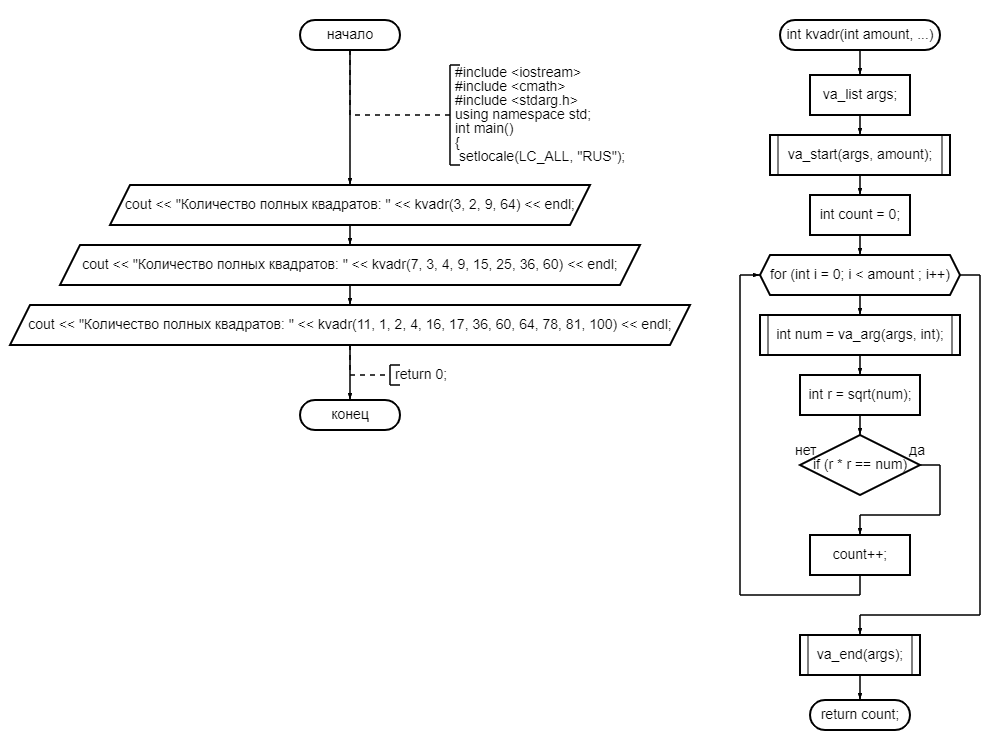 начало
#include <iostream>
#include <cmath>
#include <stdarg.h>
using namespace std;
int main()
{
setlocale(LC_ALL, "RUS");
cout << "Количество полных квадратов: " << kvadr(3, 2, 9, 64) << endl;
cout << "Количество полных квадратов: " << kvadr(7, 3, 4, 9, 15, 25, 36, 60) << endl;
cout << "Количество полных квадратов: " << kvadr(11, 1, 2, 4, 16, 17, 36, 60, 64, 78, 81, 100) << endl;
return 0;
конец
int kvadr(int amount, ...)
va_list args;
va_start(args, amount);
int count = 0;
for (int i = 0; i < amount ; i++)
int num = va_arg(args, int);
int r = sqrt(num);
нет
да
if (r * r == num)
count++;
va_end(args);
return count;